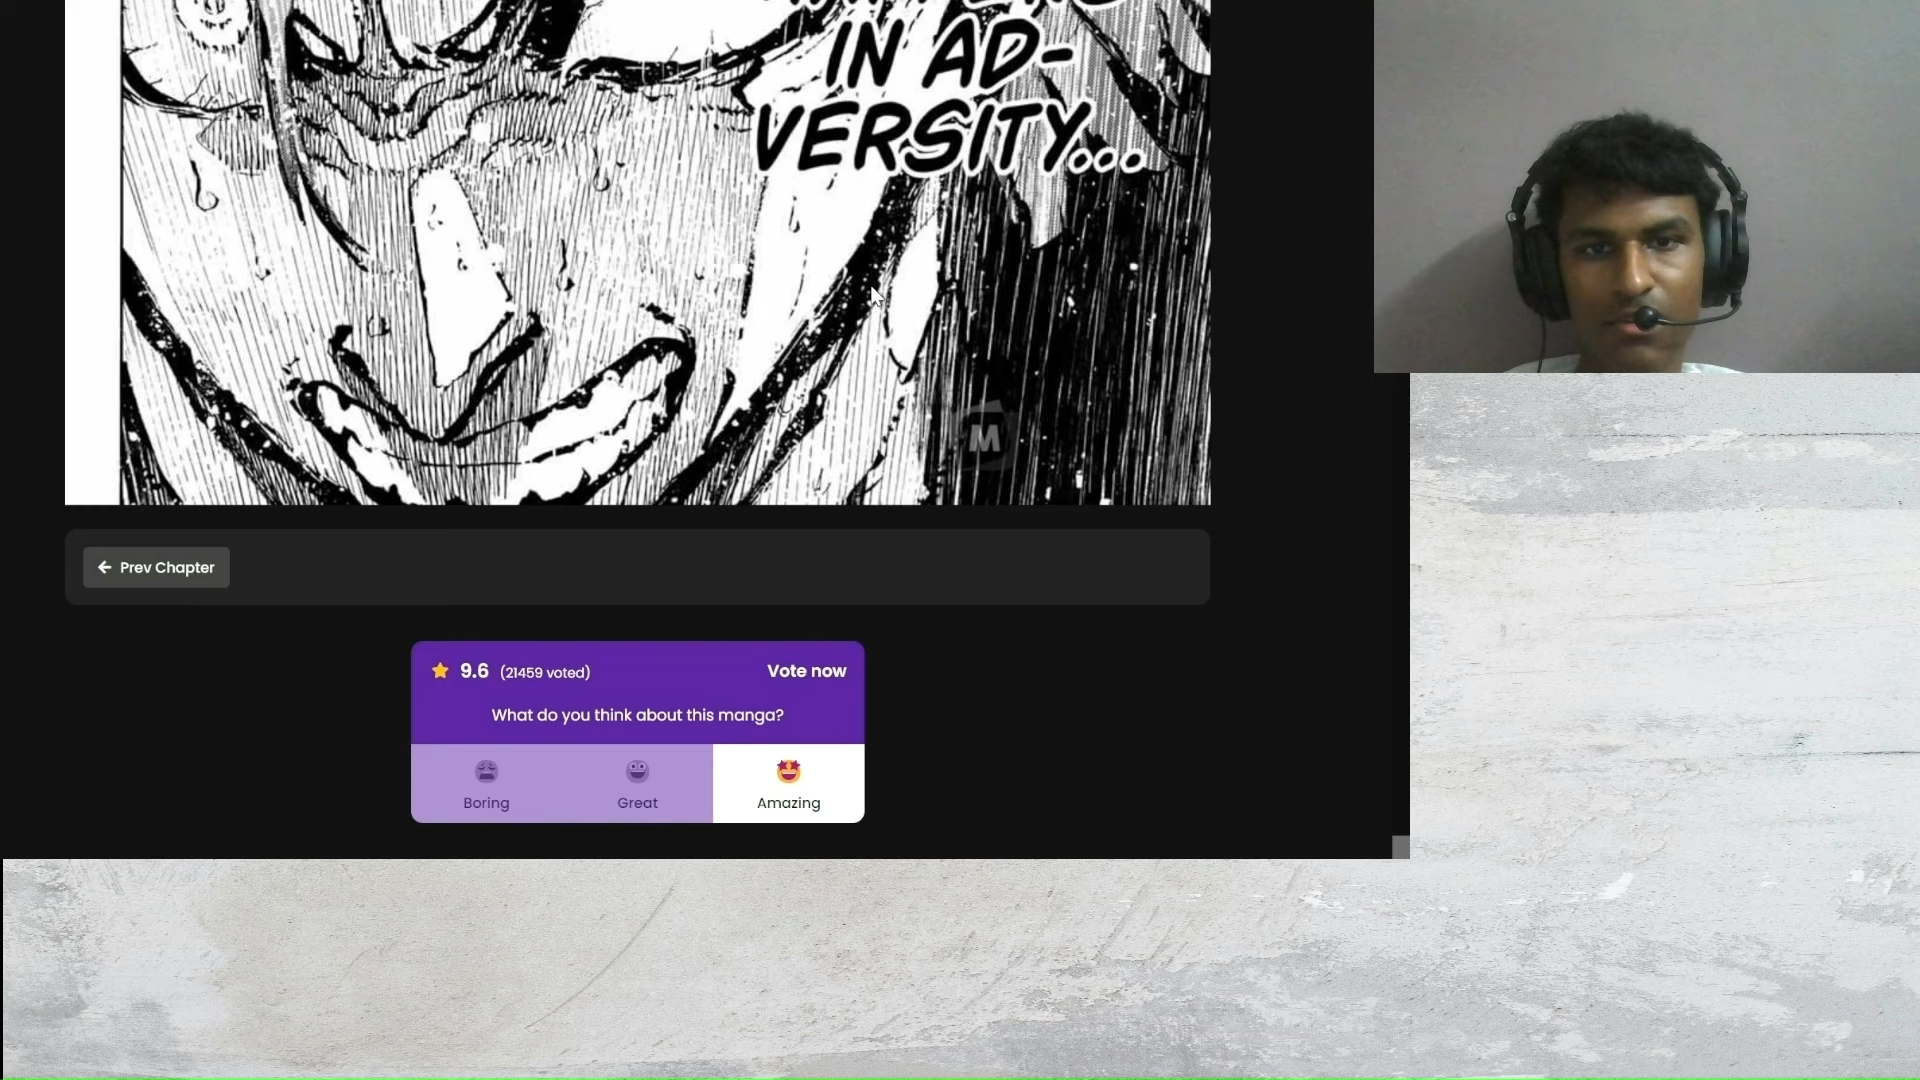 IN AD-
VERSITY...
M
← Prev Chapter
9.6 (21459 voted)
Vote now
What do you think about this manga?
Boring
Great
Amazing